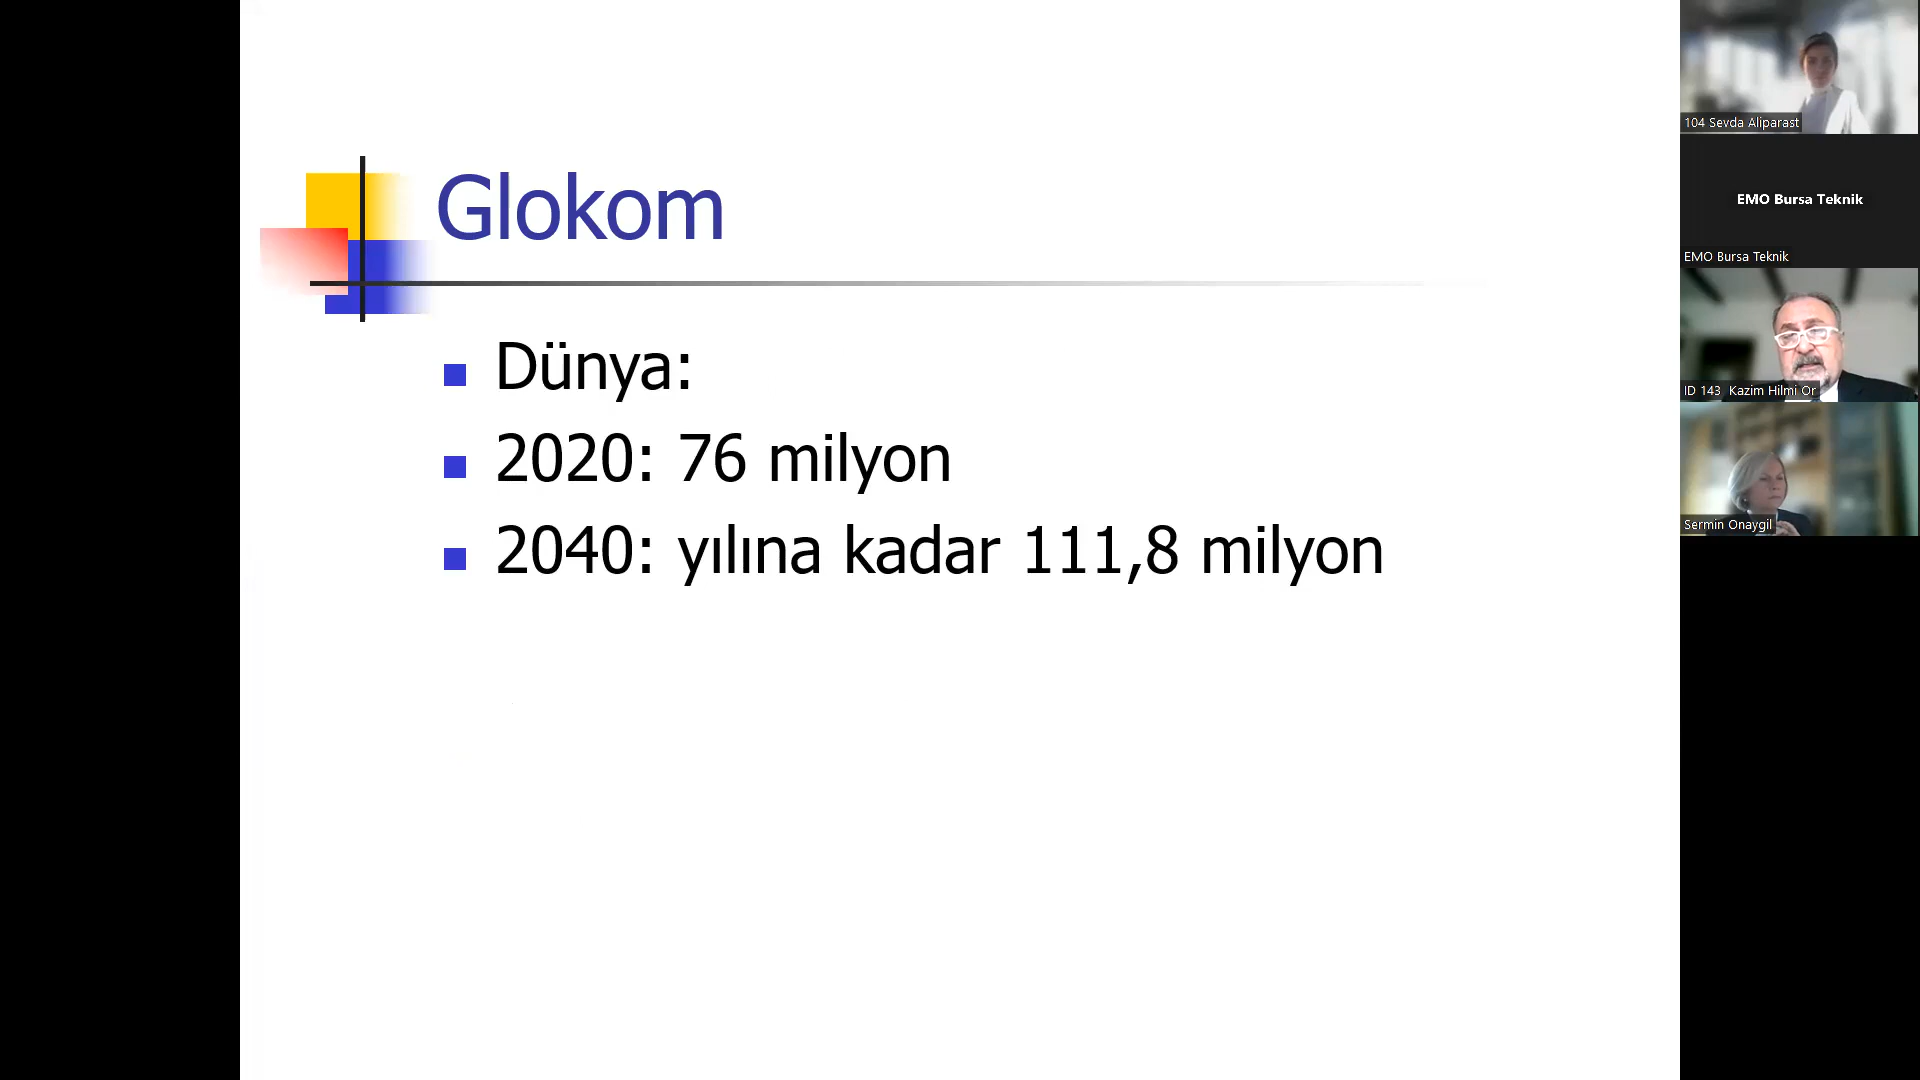 Glokom
Dünya:
2020: 76 milyon
2040: yılına kadar 111,8 milyon
104 Sevda Aliparast
EMO Bursa Teknik
EMO Bursa Teknik
ID 143 Kazim Hilmi Or
Sermin Onaygil